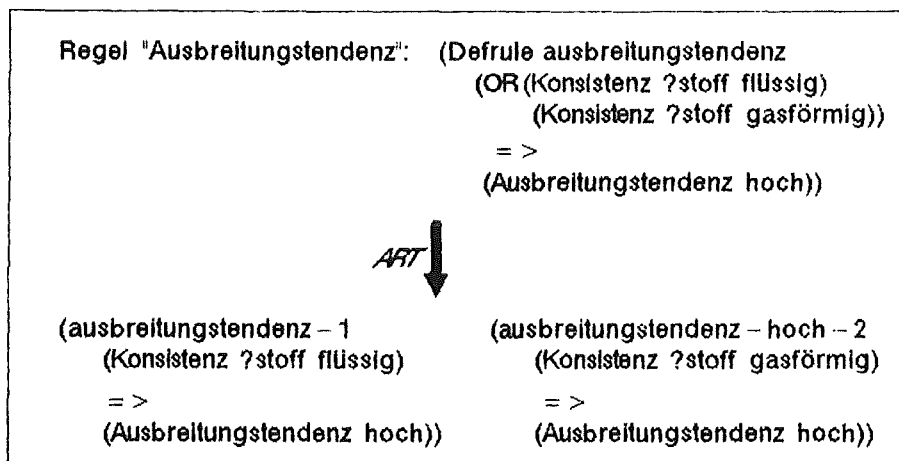 Regel "Ausbreitungstendenz": (Defrule ausbreitungstendenz
(OR (Konsistenz ?stoff flüssig)
(Konsistenz ?stoff gasförmig))
= >
(Ausbreitungstendenz hoch))
ART
(ausbreitungstendenz – 1
(Konsistenz ?stoff flüssig)
= >
(Ausbreitungstendenz hoch))
(ausbreitungstendenz – hoch – 2
(Konsistenz ?stoff gasförmig)
= >
(Ausbreitungstendenz hoch))